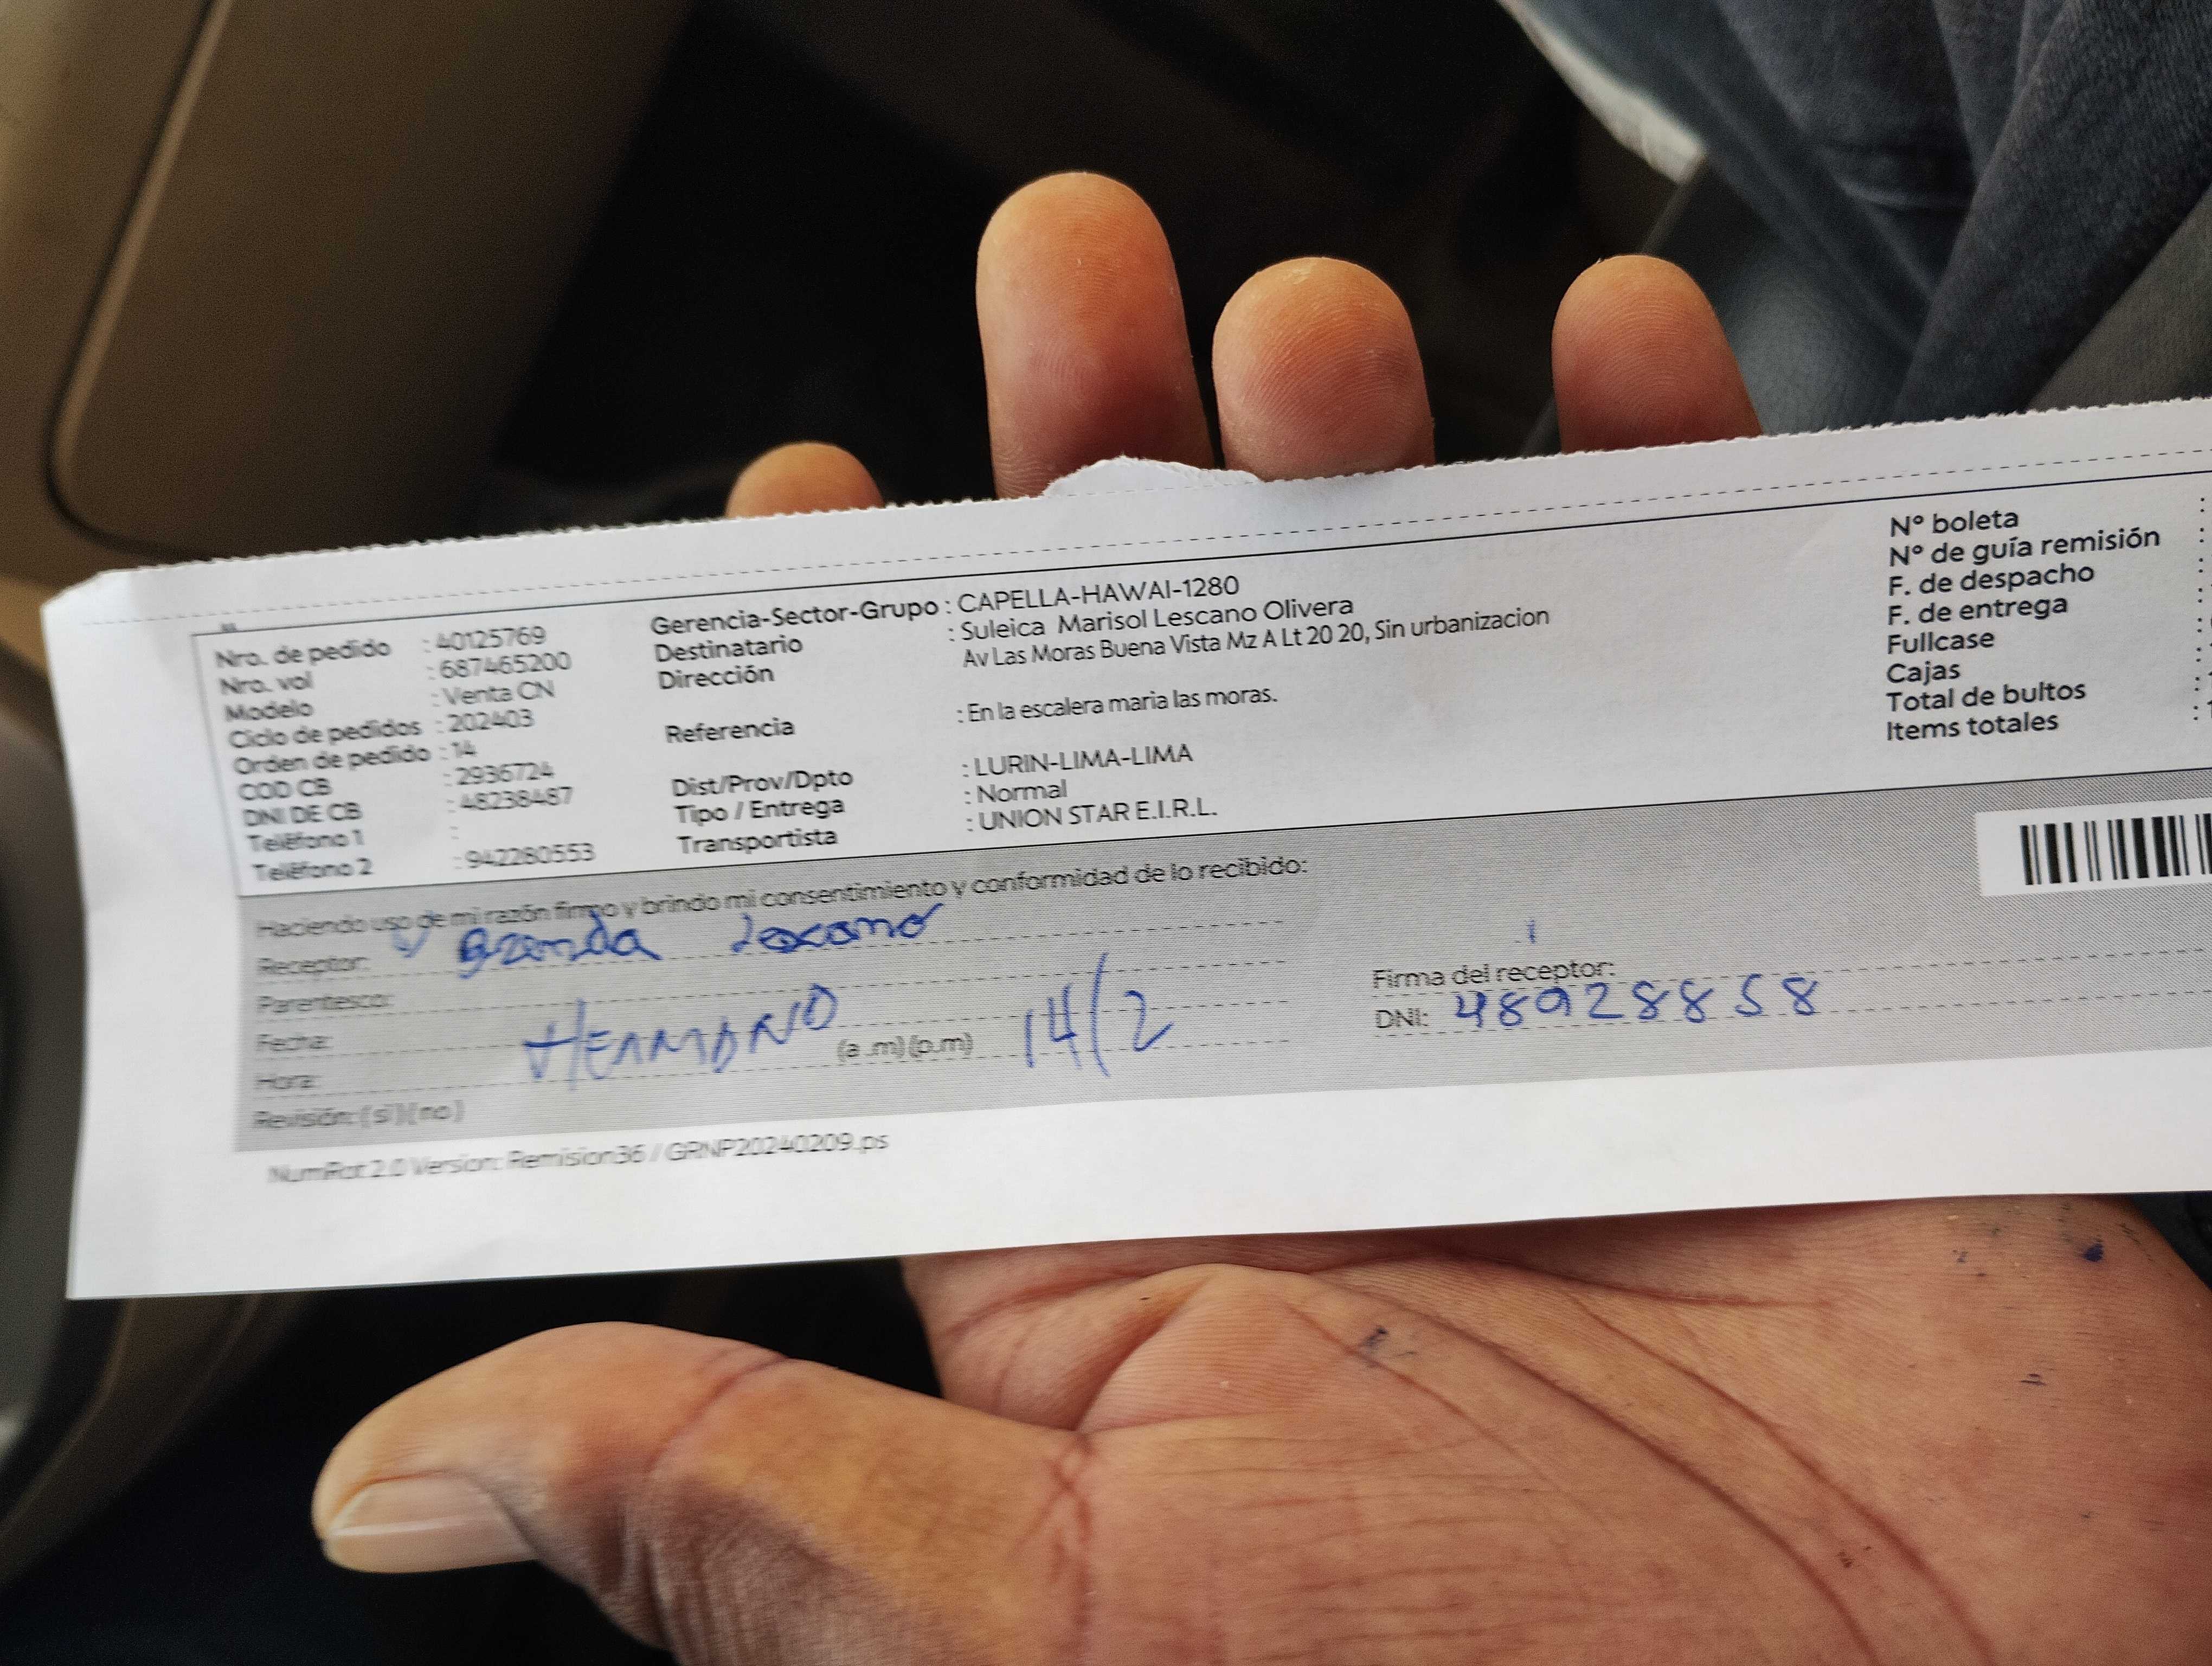 Nro. de pedido : 40125769
Nro. vol : 687465200
Modelo : Venta CN
Ciclo de pedidos : 202403
Orden de pedido : 14
COD CB : 2936724
DNI DE CB : 48238487
Teléfono 1 :
Teléfono 2 : 942280553
Gerencia-Sector-Grupo : CAPELLA-HAWAI-1280
Destinatario : Suleica Marisol Lescano Olivera
Dirección : Av Las Moras Buena Vista Mz A Lt 20 20, Sin urbanizacion
Referencia : En la escalera maria las moras.
Dist/Prov/Dpto : LURIN-LIMA-LIMA
Tipo / Entrega : Normal
Transportista : UNION STAR E.I.R.L.
N° boleta :
N° de guía remisión :
F. de despacho :
F. de entrega :
Fullcase :
Cajas :
Total de bultos :
Items totales :
Haciendo uso de mi razón firmo y brindo mi consentimiento y conformidad de lo recibido:
Receptor: Brenda Lescano
Parentesco:
Fecha: HERMANO 14/2
Hora: (a .m) (p.m)
Revisión: (si) (no)
Firma del receptor:
DNI: 48928858
NumRot 2.0 Version: Remision36 / GRNP20240209.ps